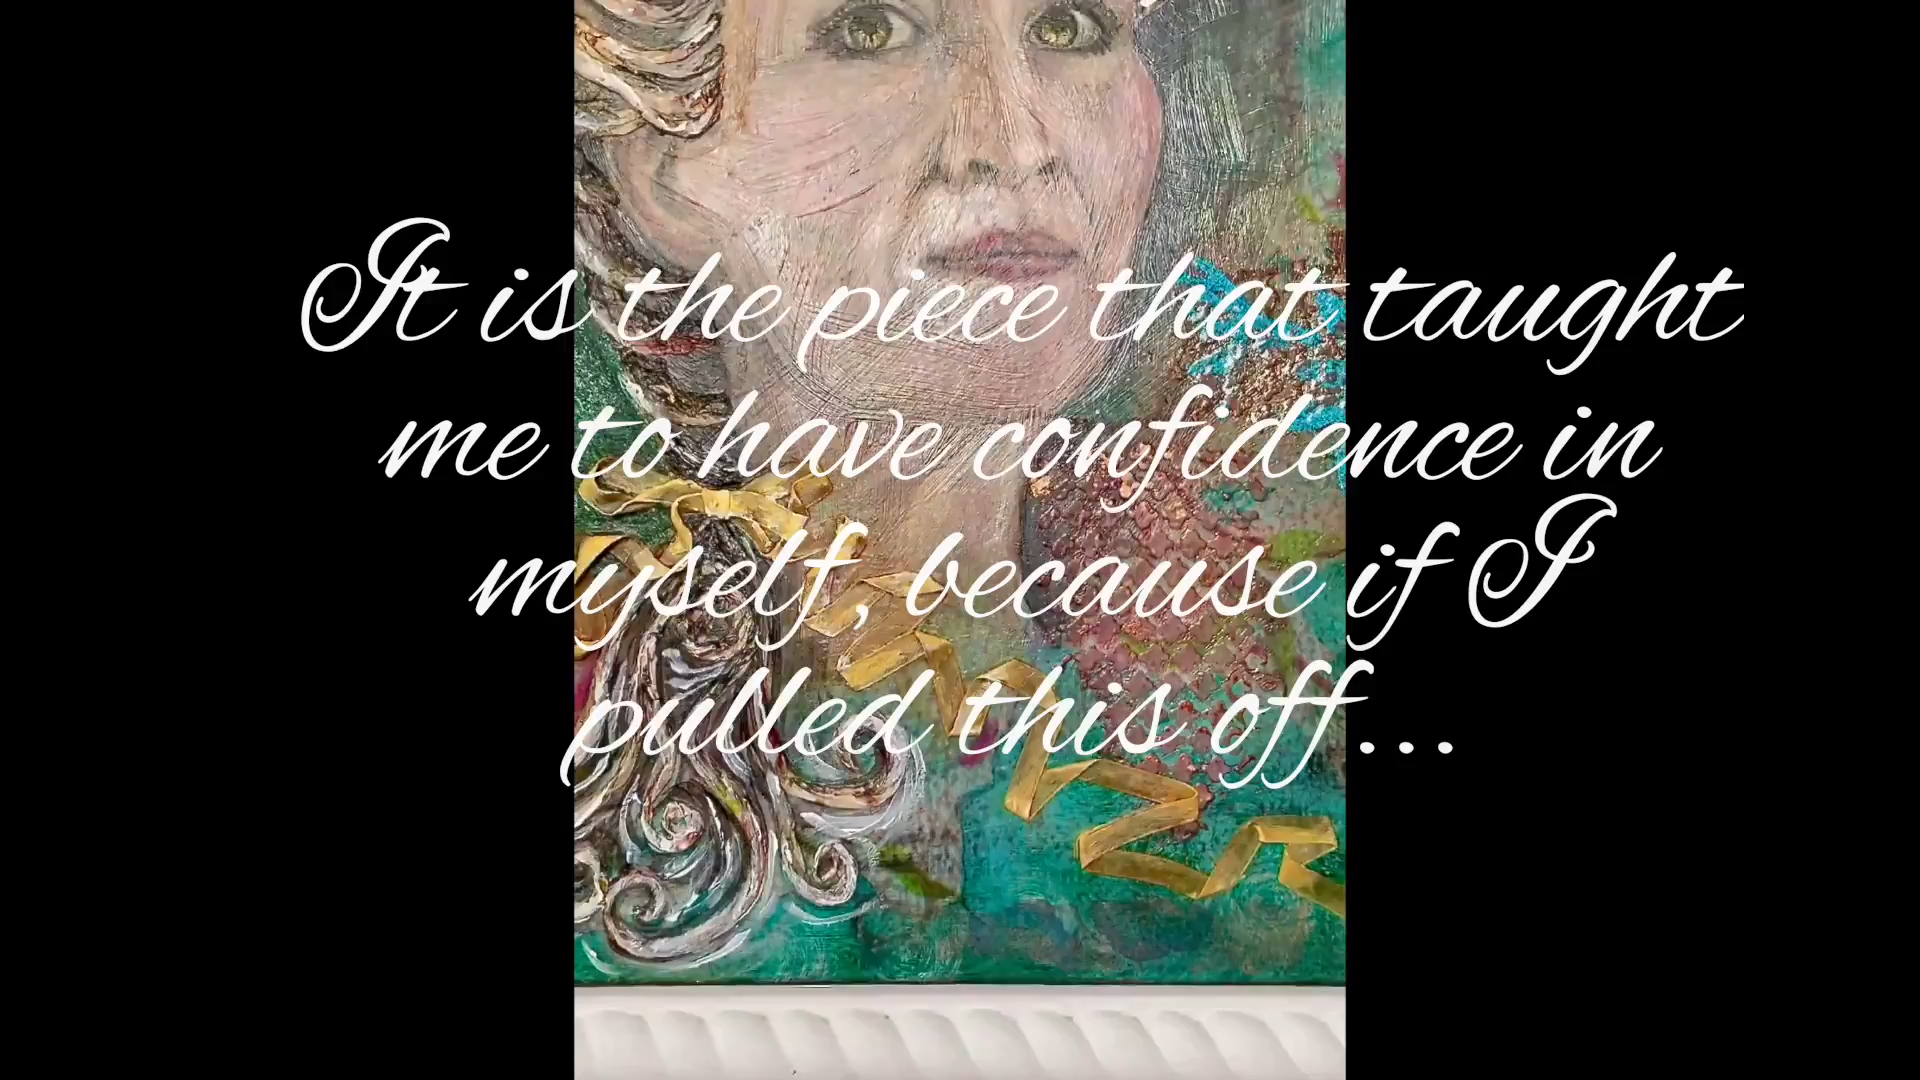 It is the piece that taught
me to have confidence in
myself, because if I
pulled this off...